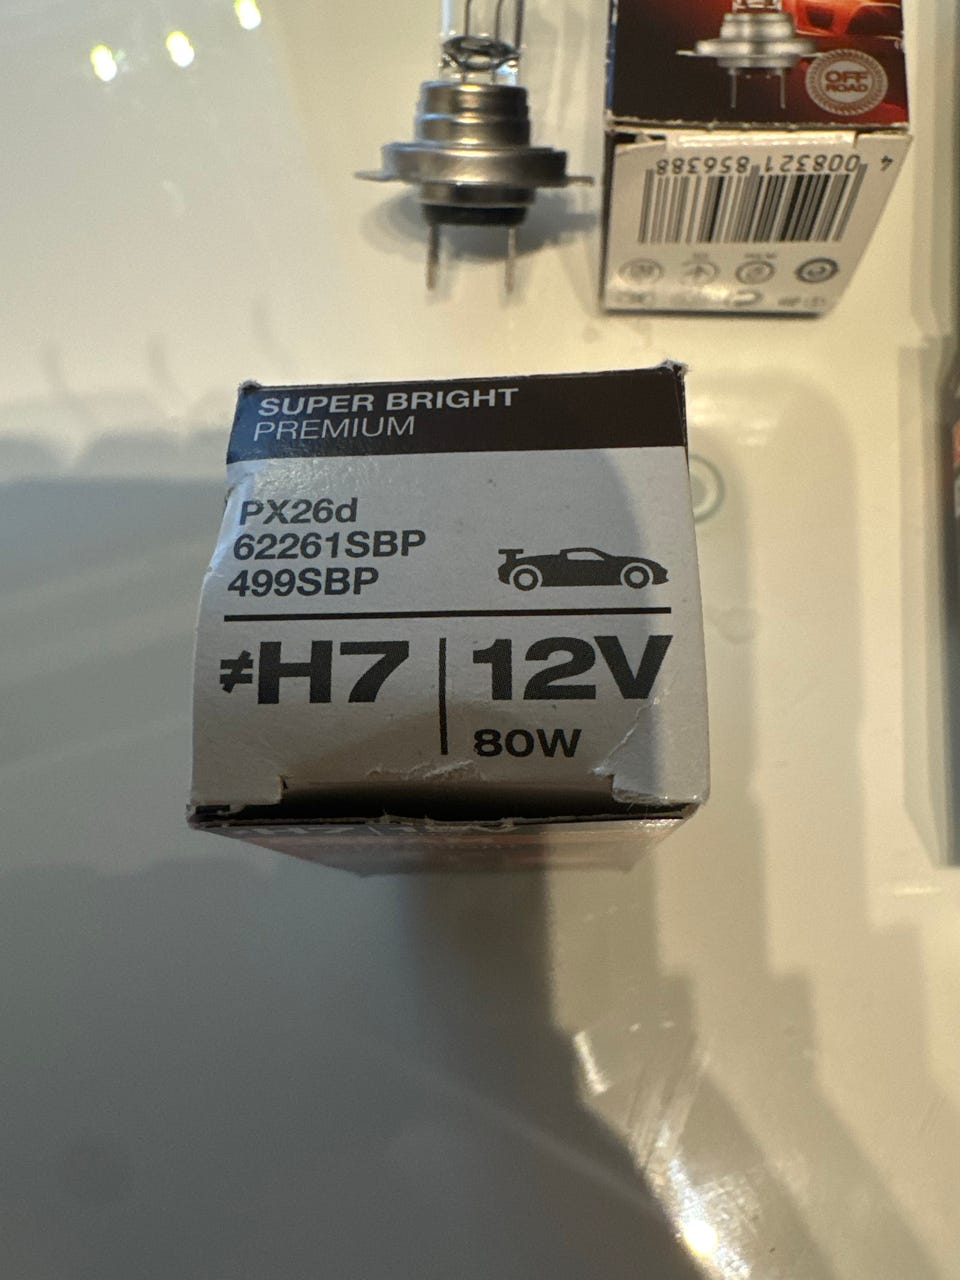 OFF
ROAD
4 008321 856388
SUPER BRIGHT
PREMIUM
PX26d
62261SBP
499SBP
≠H7
12V
80W